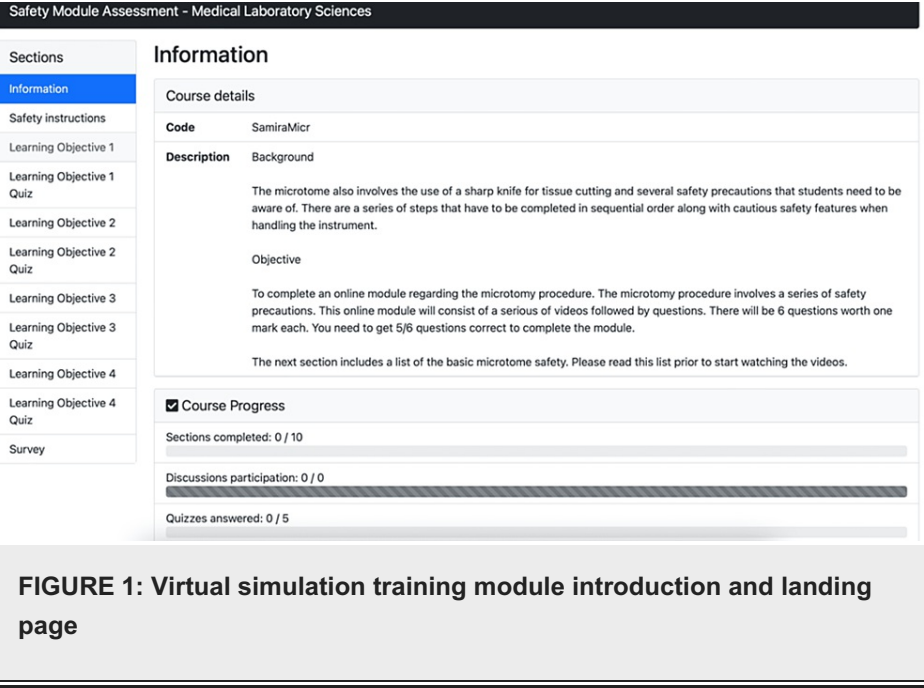 Safety Module Assessment - Medical Laboratory Sciences
Sections
Information
Safety instructions
Learning Objective 1
Learning Objective 1
Quiz
Learning Objective 2
Learning Objective 2
Quiz
Learning Objective 3
Learning Objective 3
Quiz
Learning Objective 4
Learning Objective 4
Quiz
Survey
Information
Course details
Code SamiraMicr
Description Background
The microtome also involves the use of a sharp knife for tissue cutting and several safety precautions that students need to be
aware of. There are a series of steps that have to be completed in sequential order along with cautious safety features when
handling the instrument.
Objective
To complete an online module regarding the microtomy procedure. The microtomy procedure involves a series of safety
precautions. This online module will consist of a serious of videos followed by questions. There will be 6 questions worth one
mark each. You need to get 5/6 questions correct to complete the module.
The next section includes a list of the basic microtome safety. Please read this list prior to start watching the videos.
Course Progress
Sections completed: 0 / 10
Discussions participation: 0 / 0
Quizzes answered: 0 / 5
FIGURE 1: Virtual simulation training module introduction and landing
page